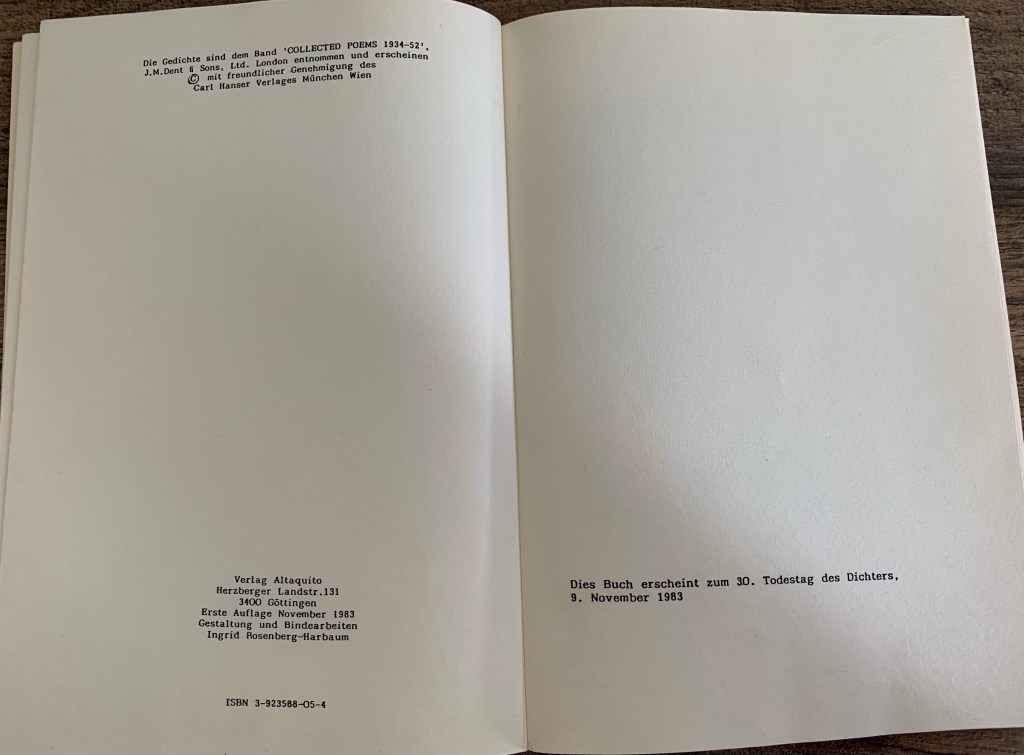 Die Gedichte sind dem Band 'COLLECTED POEMS 1934-52',
J.M.Dent & Sons, Ltd. London entnommen und erscheinen
© mit freundlicher Genehmigung des
Carl Hanser Verlages München Wien
Verlag Altaquito
Herzberger Landstr.131
3400 Göttingen
Erste Auflage November 1983
Gestaltung und Bindearbeiten
Ingrid Rosenberg-Harbaum
ISBN 3-923588-05-4
Dies Buch erscheint zum 30. Todestag des Dichters,
9. November 1983